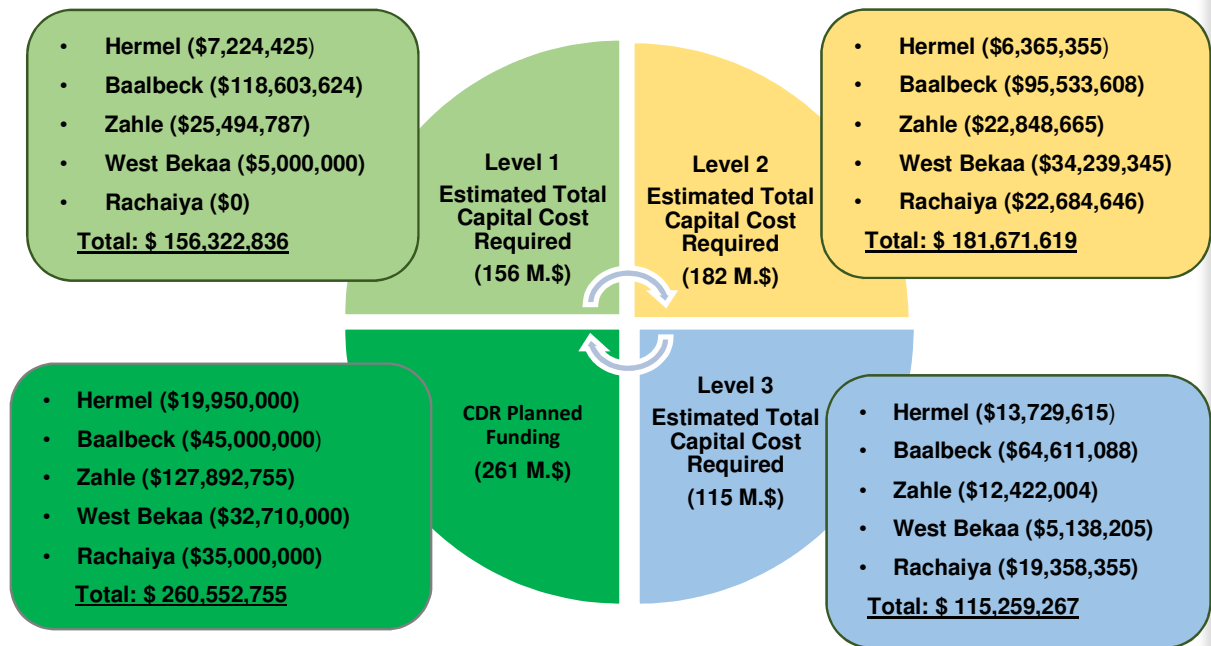 • Hermel ($7,224,425)
• Baalbeck ($118,603,624)
• Zahle ($25,494,787)
• West Bekaa ($5,000,000)
• Rachaiya ($0)
Total: $ 156,322,836
Level 1
Estimated Total
Capital Cost
Required
(156 M.$)
Level 2
Estimated Total
Capital Cost
Required
(182 M.$)
• Hermel ($6,365,355)
• Baalbeck ($95,533,608)
• Zahle ($22,848,665)
• West Bekaa ($34,239,345)
• Rachaiya ($22,684,646)
Total: $ 181,671,619
• Hermel ($19,950,000)
• Baalbeck ($45,000,000)
• Zahle ($127,892,755)
• West Bekaa ($32,710,000)
• Rachaiya ($35,000,000)
Total: $ 260,552,755
CDR Planned
Funding
(261 M.$)
Level 3
Estimated Total
Capital Cost
Required
(115 M.$)
• Hermel ($13,729,615)
• Baalbeck ($64,611,088)
• Zahle ($12,422,004)
• West Bekaa ($5,138,205)
• Rachaiya ($19,358,355)
Total: $ 115,259,267